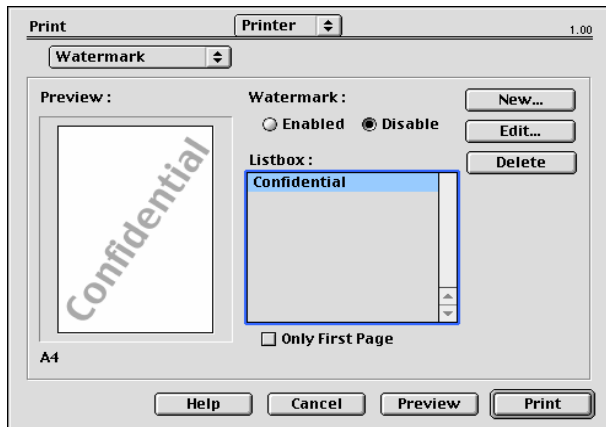 Print Printer 1.00
Watermark
Preview :
Confidential
A4
Watermark :
Enabled Disable
Listbox :
Confidential
Only First Page
New...
Edit...
Delete
Help Cancel Preview Print